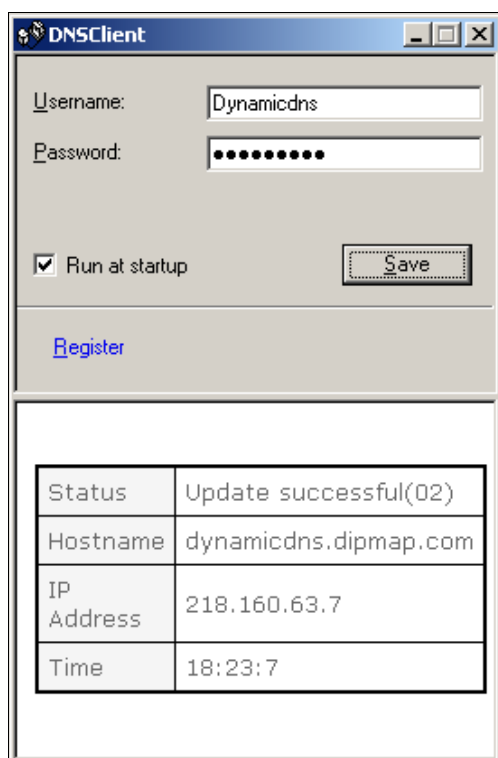 DNSClient
Username: Dynamicdns
Password: •••••••••
Run at startup Save
Register
Status Update successful(02)
Hostname dynamicdns.dipmap.com
IP
Address 218.160.63.7
Time 18:23:7